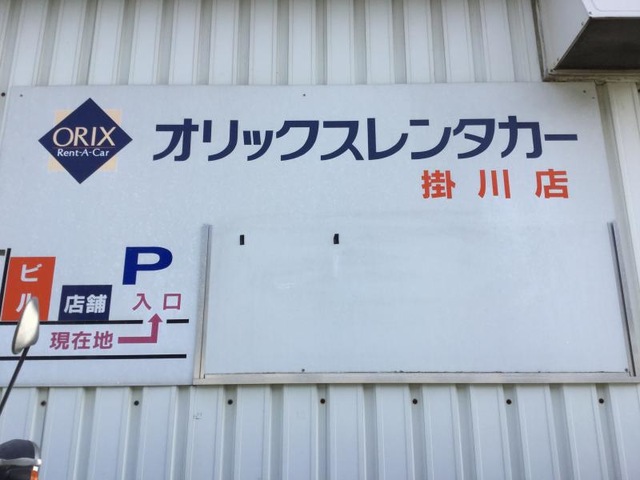 ORIX
Rent-A-Car
オリックスレンタカー
掛川店
P
ビル
店舗
入口
現在地